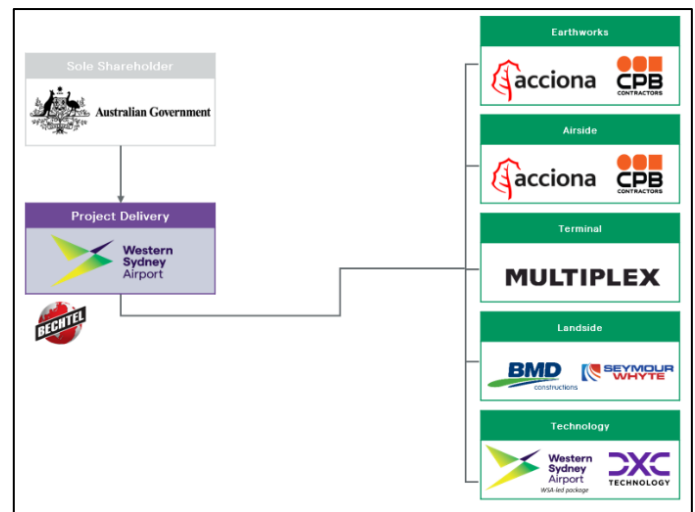 Sole Shareholder
Australian Government
Project Delivery
Western
Sydney
Airport
BECHTEL
Earthworks
acciona
CPB
CONTRACTORS
Airside
acciona
CPB
CONTRACTORS
Terminal
MULTIPLEX
Landside
BMD
constructions
SEYMOUR
WHYTE
Technology
Western
Sydney
Airport
WSA-led package
DXC
TECHNOLOGY